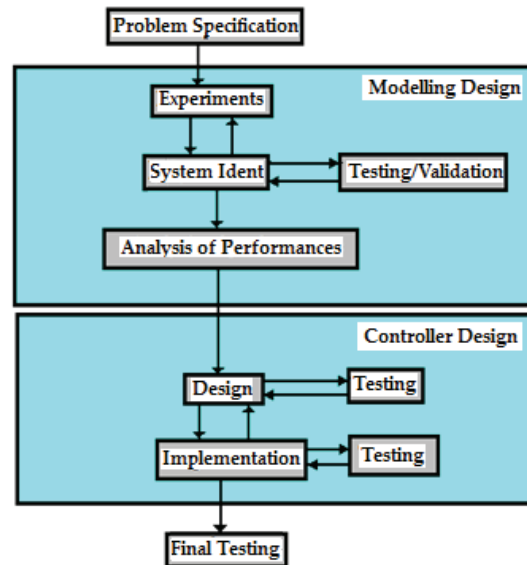 Problem Specification
Modelling Design
Experiments
System Ident
Testing/Validation
Analysis of Performances
Controller Design
Design
Testing
Implementation
Testing
Final Testing